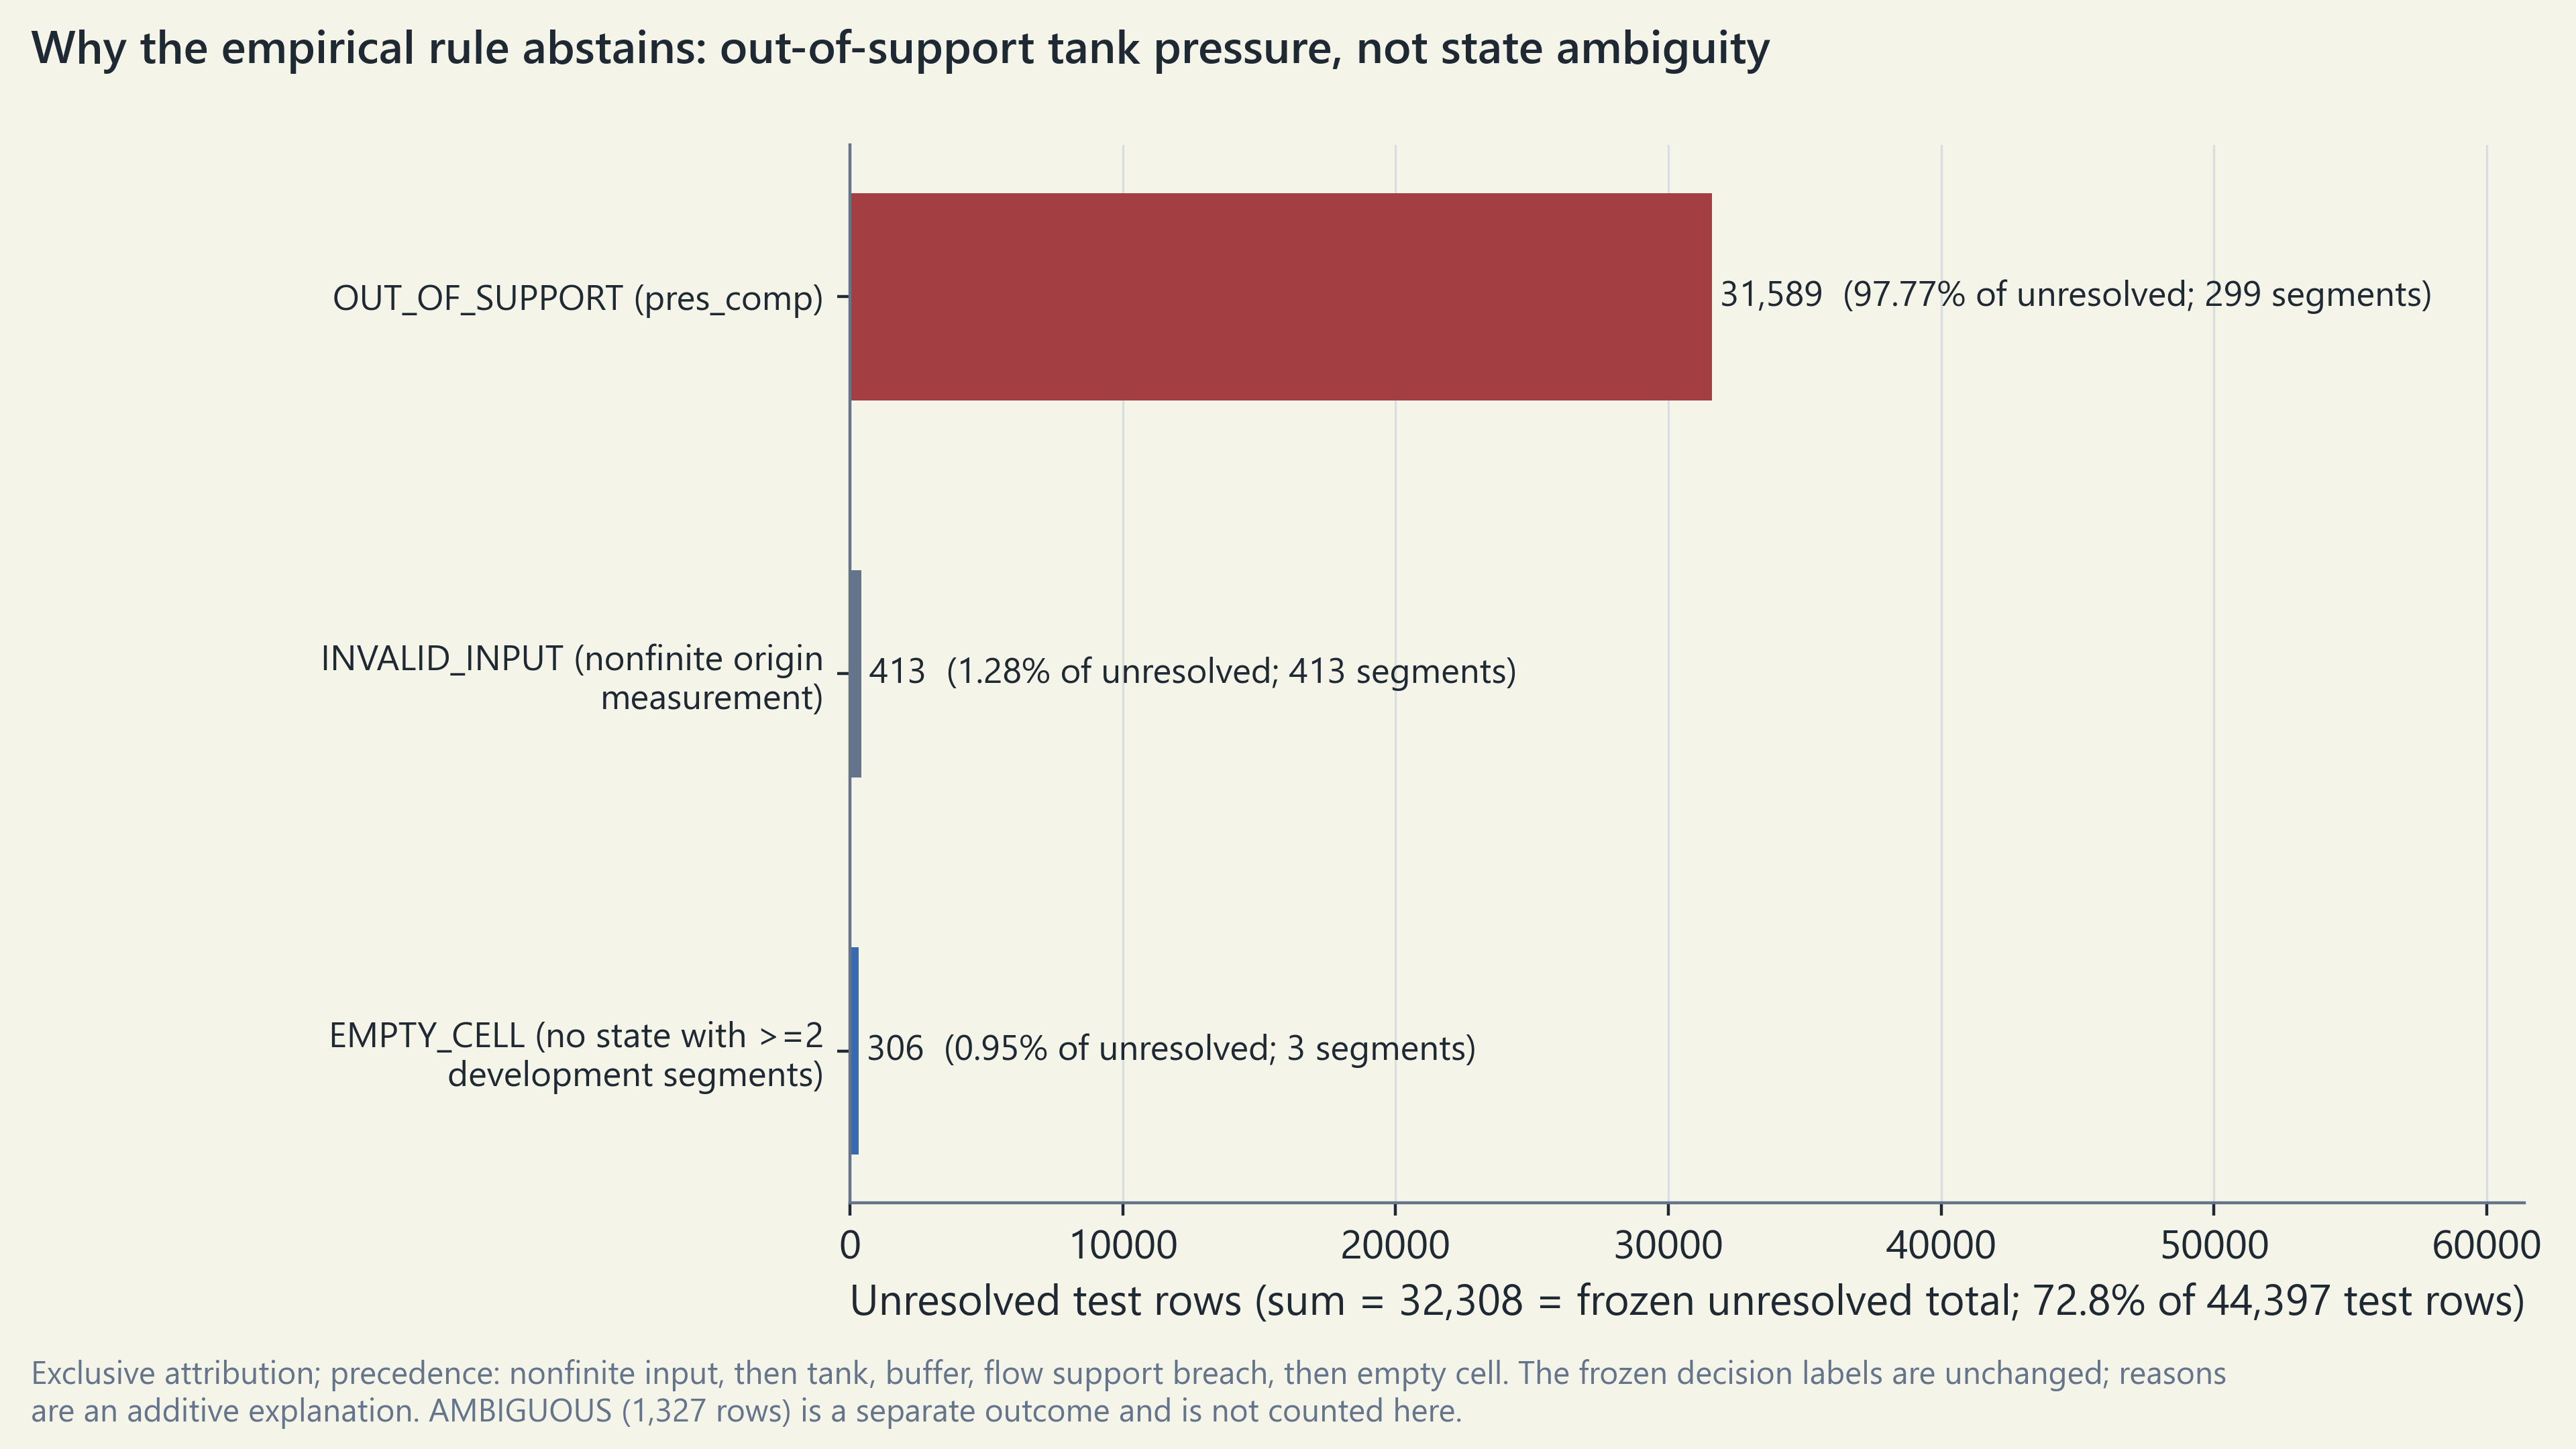 Why the empirical rule abstains: out-of-support tank pressure, not state ambiguity
OUT_OF_SUPPORT (pres_comp)
31,589  (97.77% of unresolved; 299 segments)
INVALID_INPUT (nonfinite origin
measurement)
413  (1.28% of unresolved; 413 segments)
EMPTY_CELL (no state with >=2
development segments)
306  (0.95% of unresolved; 3 segments)
0 10000 20000 30000 40000 50000 60000
Unresolved test rows (sum = 32,308 = frozen unresolved total; 72.8% of 44,397 test rows)
Exclusive attribution; precedence: nonfinite input, then tank, buffer, flow support breach, then empty cell. The frozen decision labels are unchanged; reasons
are an additive explanation. AMBIGUOUS (1,327 rows) is a separate outcome and is not counted here.